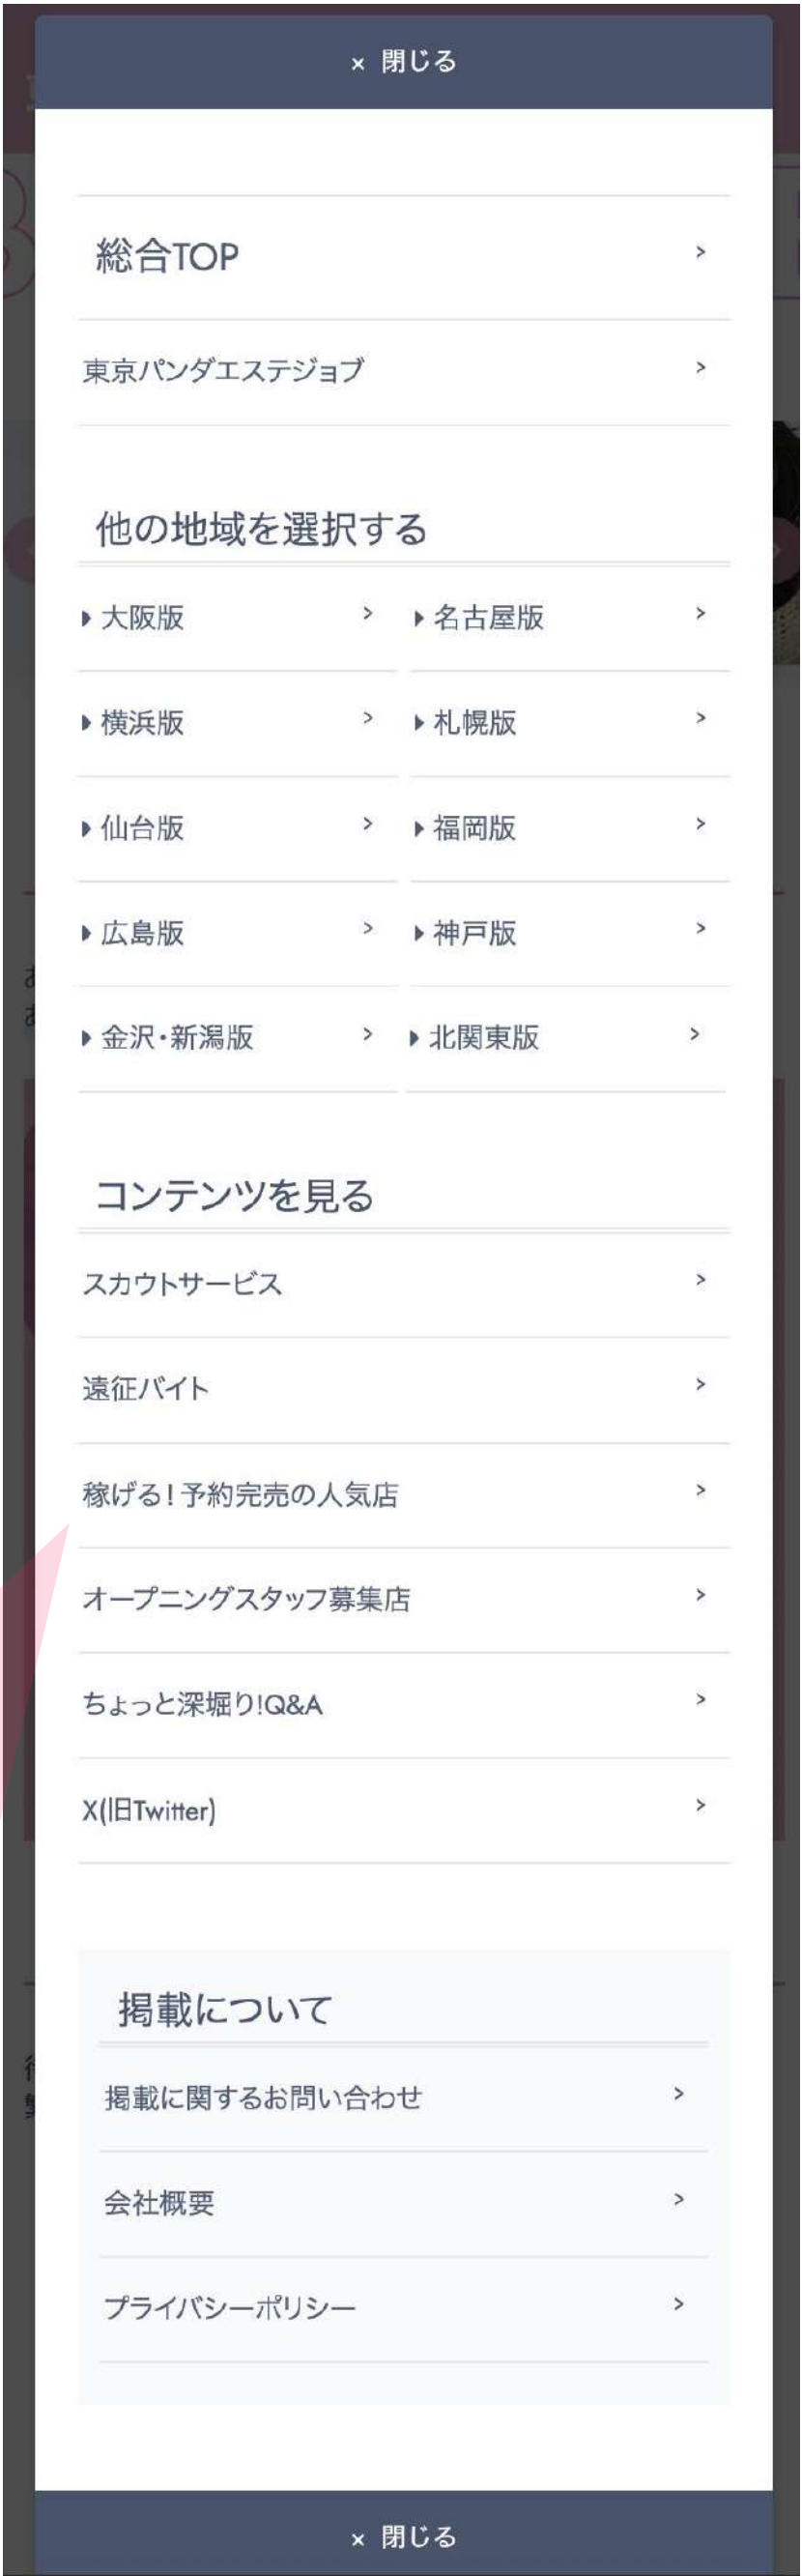 × 閉じる
総合TOP
東京パンダエステジョブ
他の地域を選択する
大阪版
名古屋版
横浜版
札幌版
仙台版
福岡版
広島版
神戸版
金沢・新潟版
北関東版
コンテンツを見る
スカウトサービス
遠征バイト
稼げる!予約完売の人気店
オープニングスタッフ募集店
ちょっと深堀り!Q&A
X(旧Twitter)
掲載について
掲載に関するお問い合わせ
会社概要
プライバシーポリシー
× 閉じる